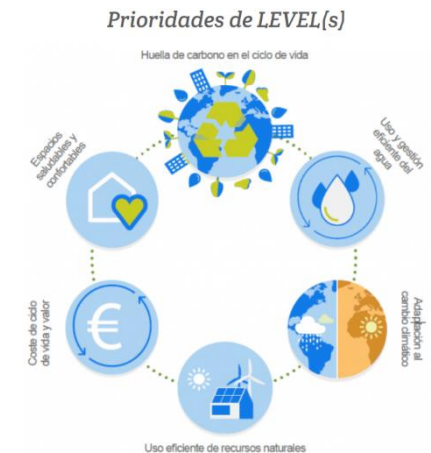 Prioridades de LEVEL(s)
Huella de carbono en el ciclo de vida
Uso y gestión
eficiente del
agua
Adaptación al
cambio climático
Uso eficiente de recursos naturales
Coste de ciclo
de vida y valor
Espacios
saludables y
confortables
€